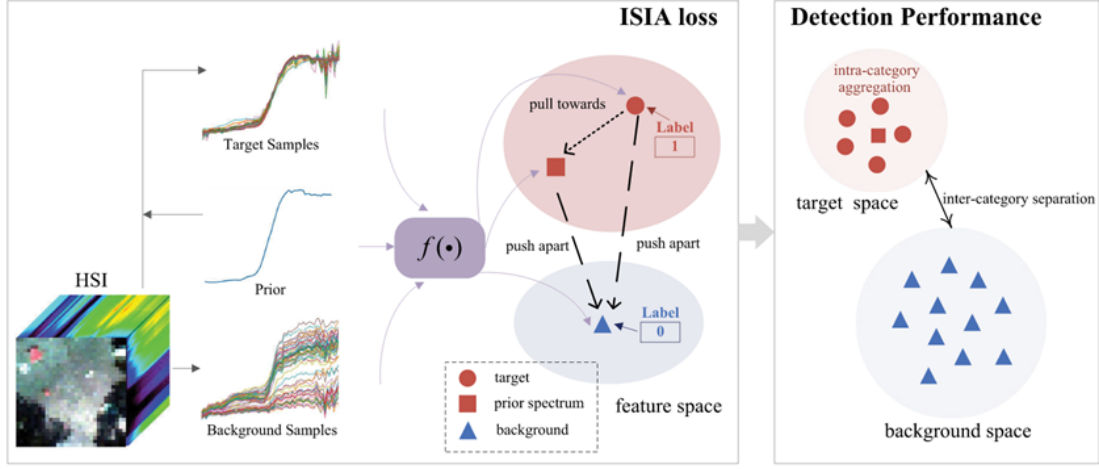 ISIA loss
Target Samples
Prior
HSI
Background Samples
f(•)
pull towards
Label
1
push apart
push apart
Label
0
target
prior spectrum
background
feature space
Detection Performance
intra-category
aggregation
target space
inter-category separation
background space